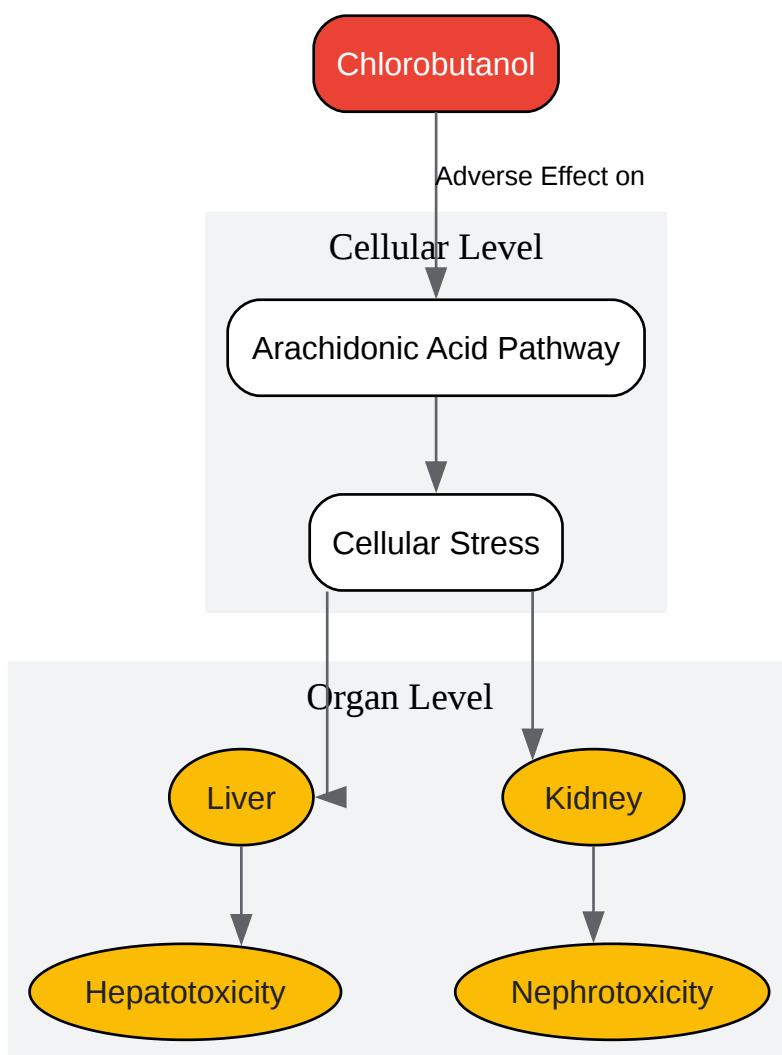 Chlorobutanol
Adverse Effect on
Cellular Level
Arachidonic Acid Pathway
Cellular Stress
Organ Level
Liver
Kidney
Hepatotoxicity
Nephrotoxicity